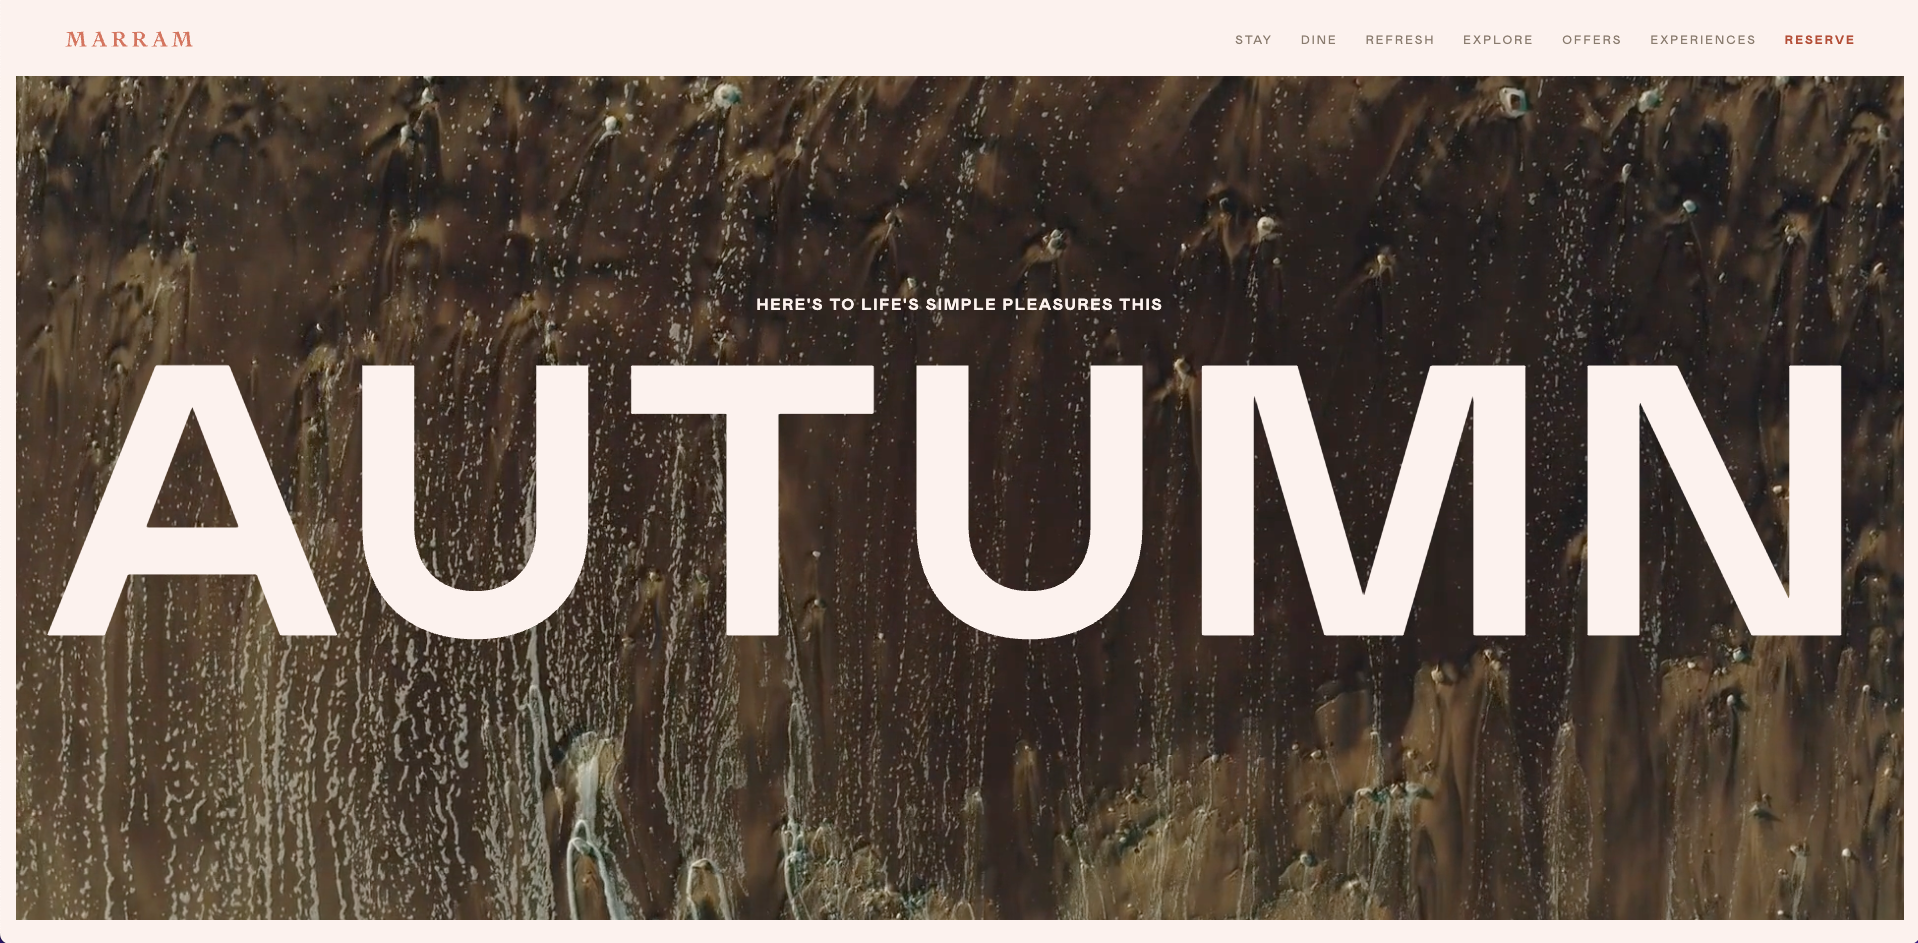 MARRAM
STAY DINE REFRESH EXPLORE OFFERS EXPERIENCES RESERVE
HERE'S TO LIFE'S SIMPLE PLEASURES THIS
AUTUMN